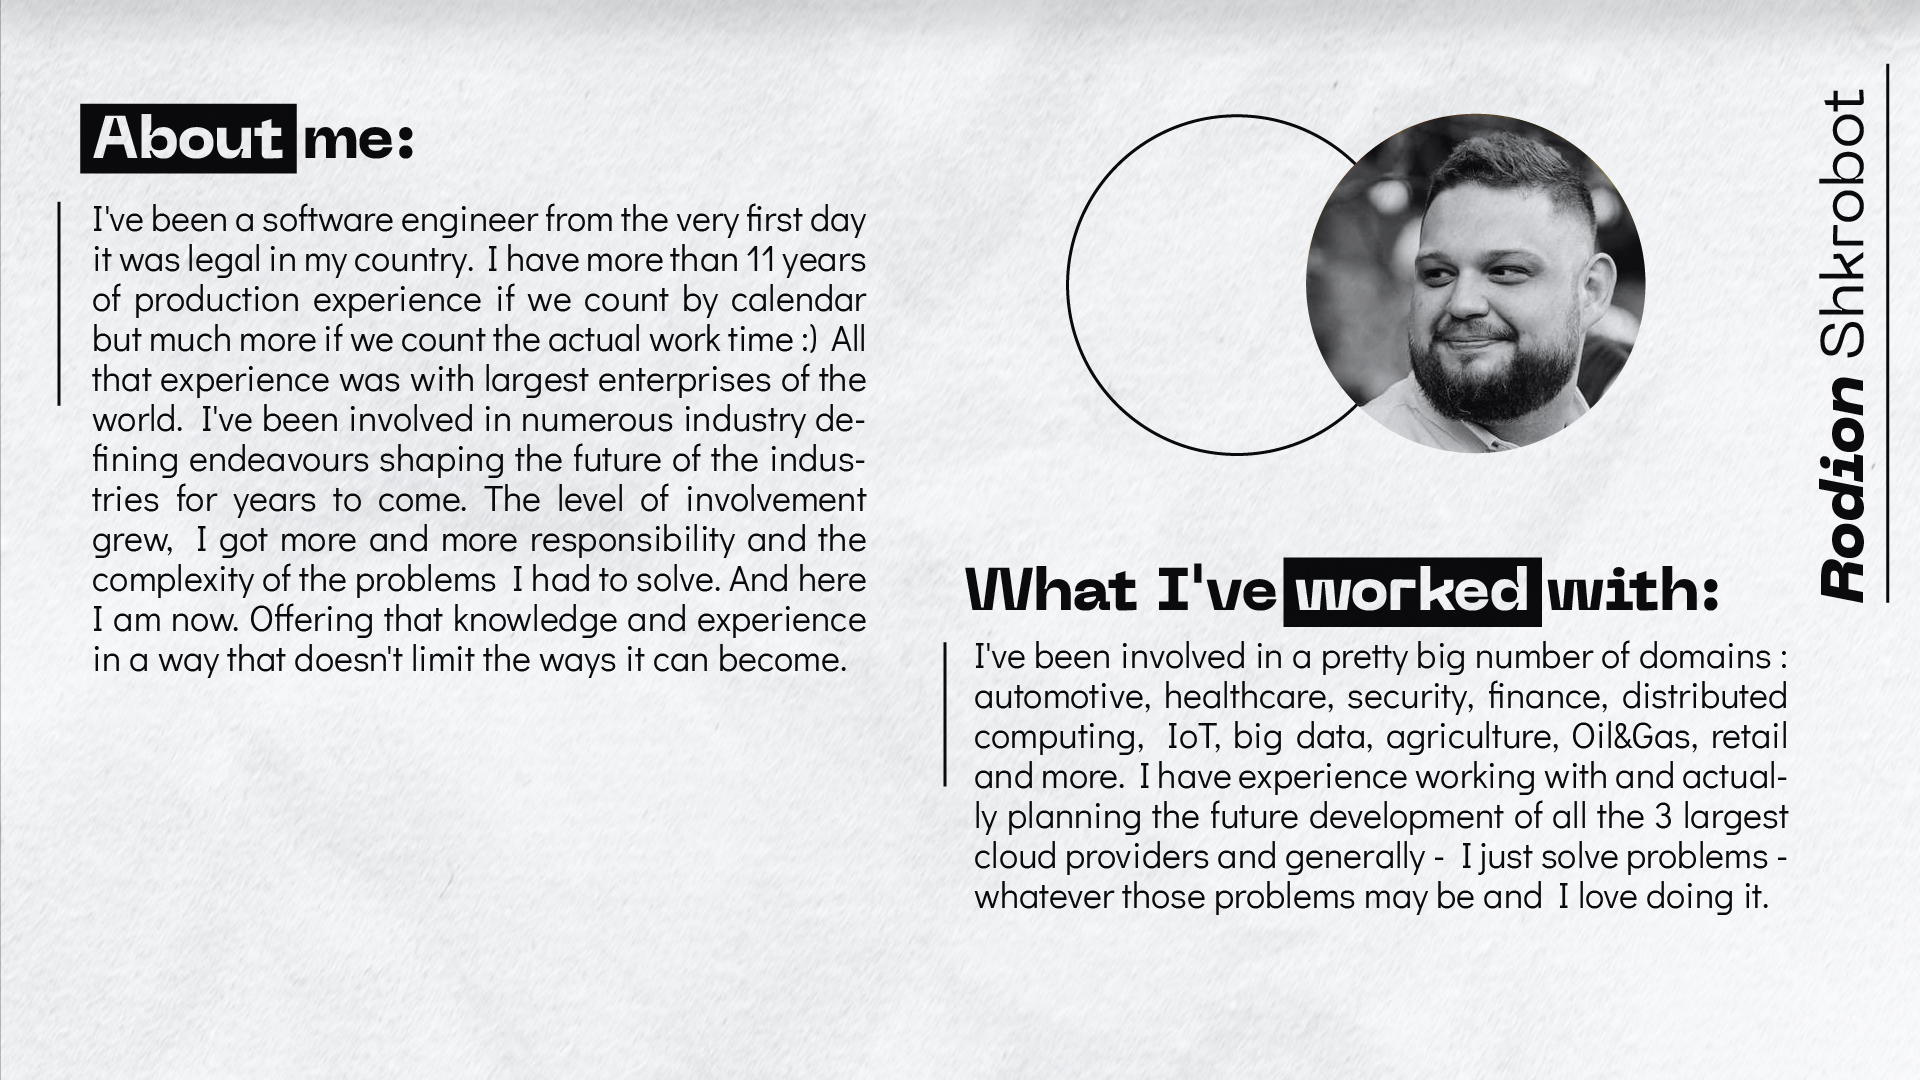 About me:
I've been a software engineer from the very first day
it was legal in my country.  I have more than 11 years
of production experience if we count by calendar
but much more if we count the actual work time :)  All
that experience was with largest enterprises of the
world.  I've been involved in numerous industry de-
fining endeavours shaping the future of the indus-
tries for years to come. The level of involvement
grew,  I got more and more responsibility and the
complexity of the problems  I had to solve. And here
I am now. Offering that knowledge and experience
in a way that doesn't limit the ways it can become.
What I've worked with:
I've been involved in a pretty big number of domains :
automotive, healthcare, security, finance, distributed
computing,  IoT, big data, agriculture, Oil&Gas, retail
and more.  I have experience working with and actual-
ly planning the future development of all the 3 largest
cloud providers and generally -  I just solve problems -
whatever those problems may be and  I love doing it.
Rodion Shkrobot